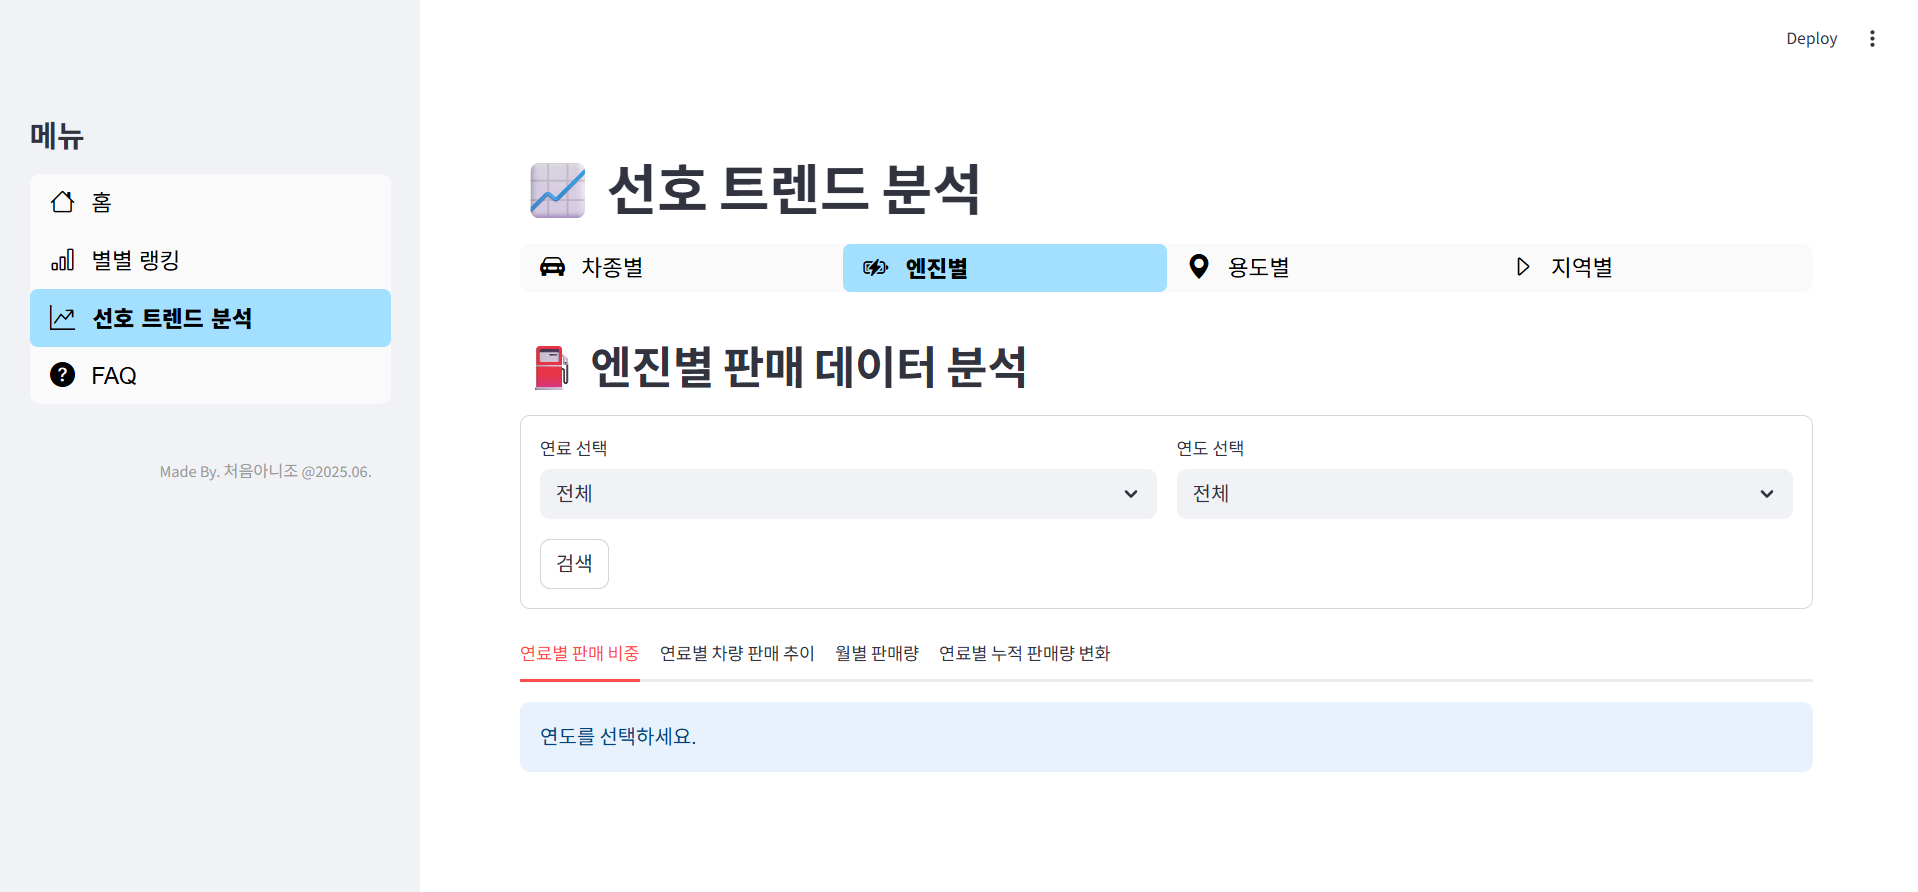 Deploy
메뉴
홈
별별 랭킹
선호 트렌드 분석
FAQ
Made By. 처음아니조 @2025.06.
선호 트렌드 분석
차종별
엔진별
용도별
지역별
엔진별 판매 데이터 분석
연료 선택
연도 선택
전체
전체
검색
연료별 판매 비중
연료별 차량 판매 추이
월별 판매량
연료별 누적 판매량 변화
연도를 선택하세요.